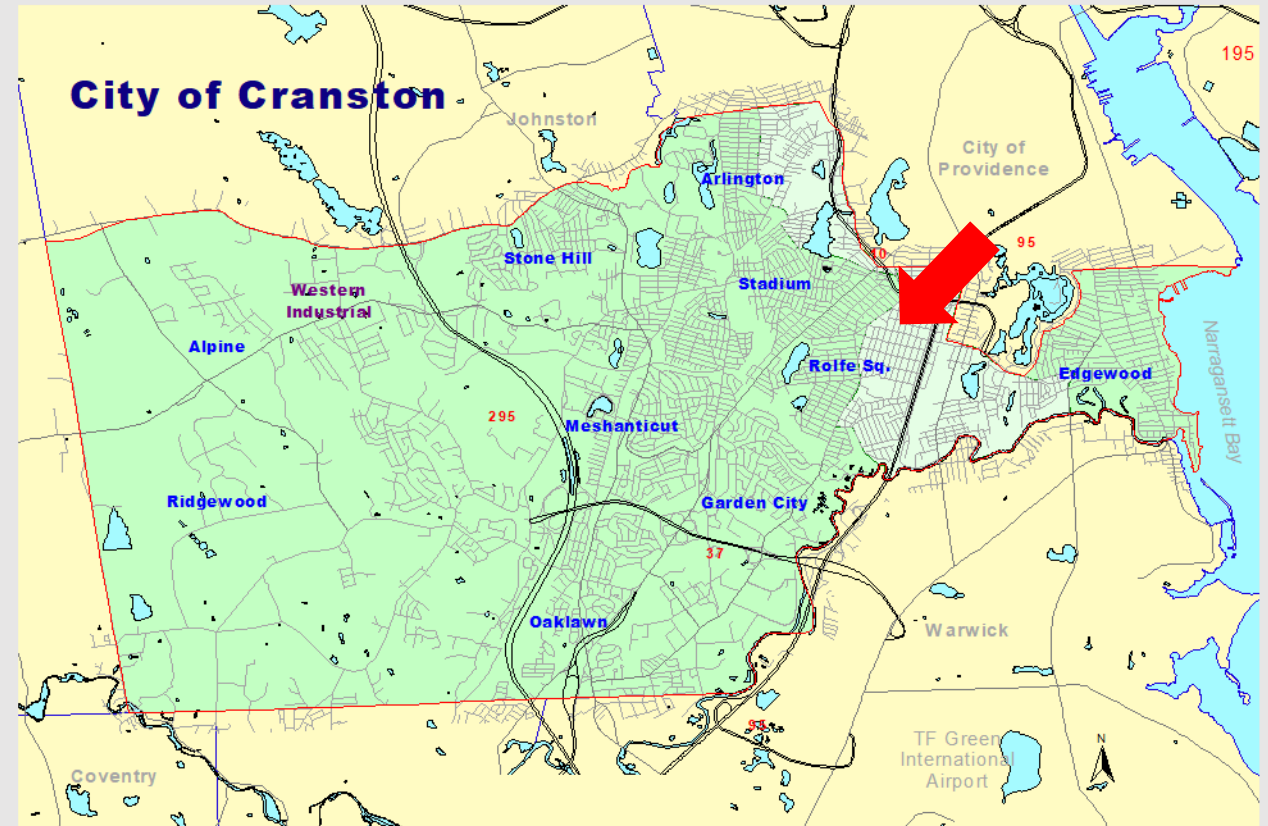 195
City of Cranston
Johnston
City of
Providence
Arlington
10
95
Stone Hill
Stadium
Western
Industrial
Alpine
Rolfe Sq.
Edgewood
Narragansett Bay
295
Meshanticut
Ridgewood
Garden City
37
Oaklawn
Warwick
95
TF Green
International
Airport
N
Coventry